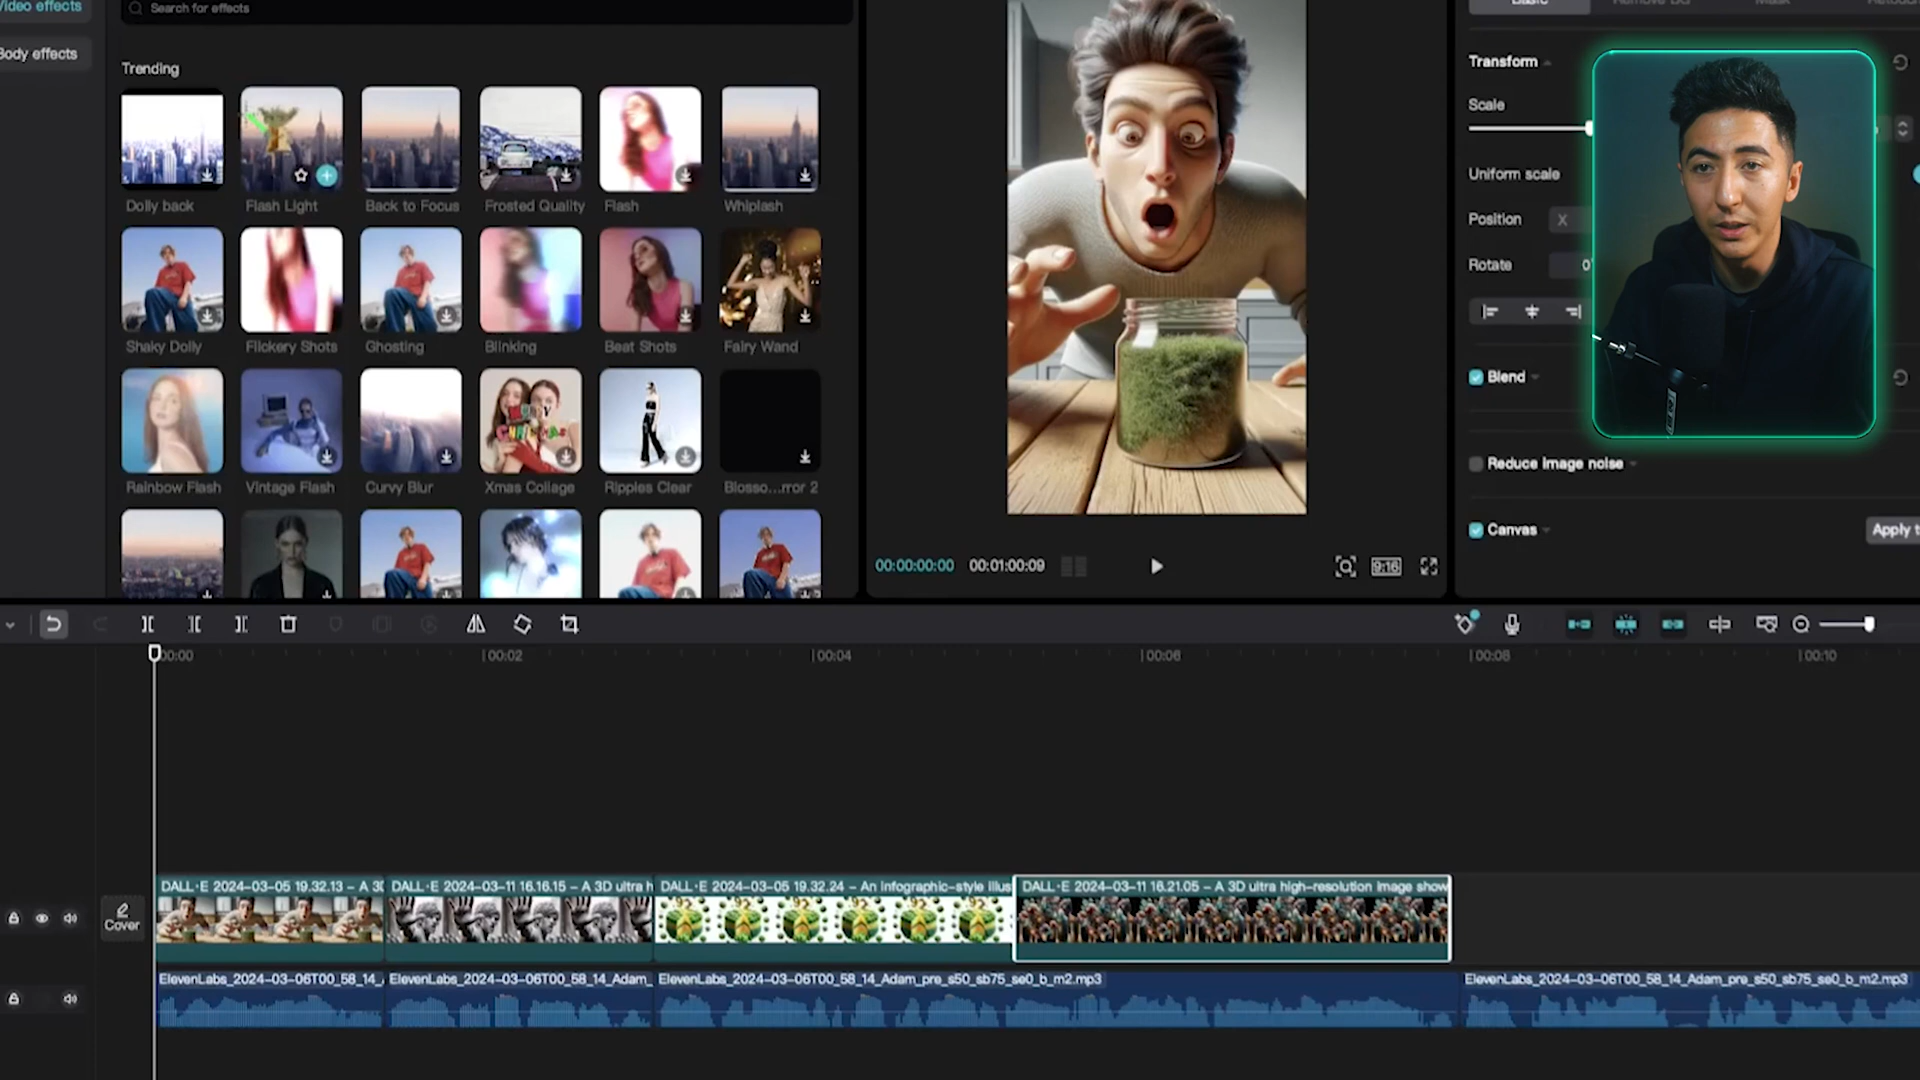 Video effects
Search for effects
Body effects
Trending
Dolly back
Flash Light
Back to Focus
Frosted Quality
Flash
Whiplash
Shaky Dolly
Flickery Shots
Ghosting
Blinking
Beat Shots
Fairy Wand
Rainbow Flash
Vintage Flash
Curvy Blur
Xmas Collage
Ripples Clear
Blosso...rror 2
00:00:00:00
00:01:00:09
9:16
Basic
Remove BG
Mask
Retouch
Transform
Scale
Uniform scale
Position
X
Rotate
0°
Blend
Reduce image noise
Canvas
Apply t
00:00
00:02
00:04
00:06
00:08
00:10
Cover
DALL·E 2024-03-05 19.32.13 – A 3D
DALL·E 2024-03-11 16.16.15 – A 3D ultra h
DALL·E 2024-03-05 19.32.24 – An infographic-style illus
DALL·E 2024-03-11 16.21.05 – A 3D ultra high-resolution image show
ElevenLabs_2024-03-06T00_58_14_
ElevenLabs_2024-03-06T00_58_14_Adam_
ElevenLabs_2024-03-06T00_58_14_Adam_pre_s50_sb75_se0_b_m2.mp3
ElevenLabs_2024-03-06T00_58_14_Adam_pre_s50_sb75_se0_b_m2.mp3